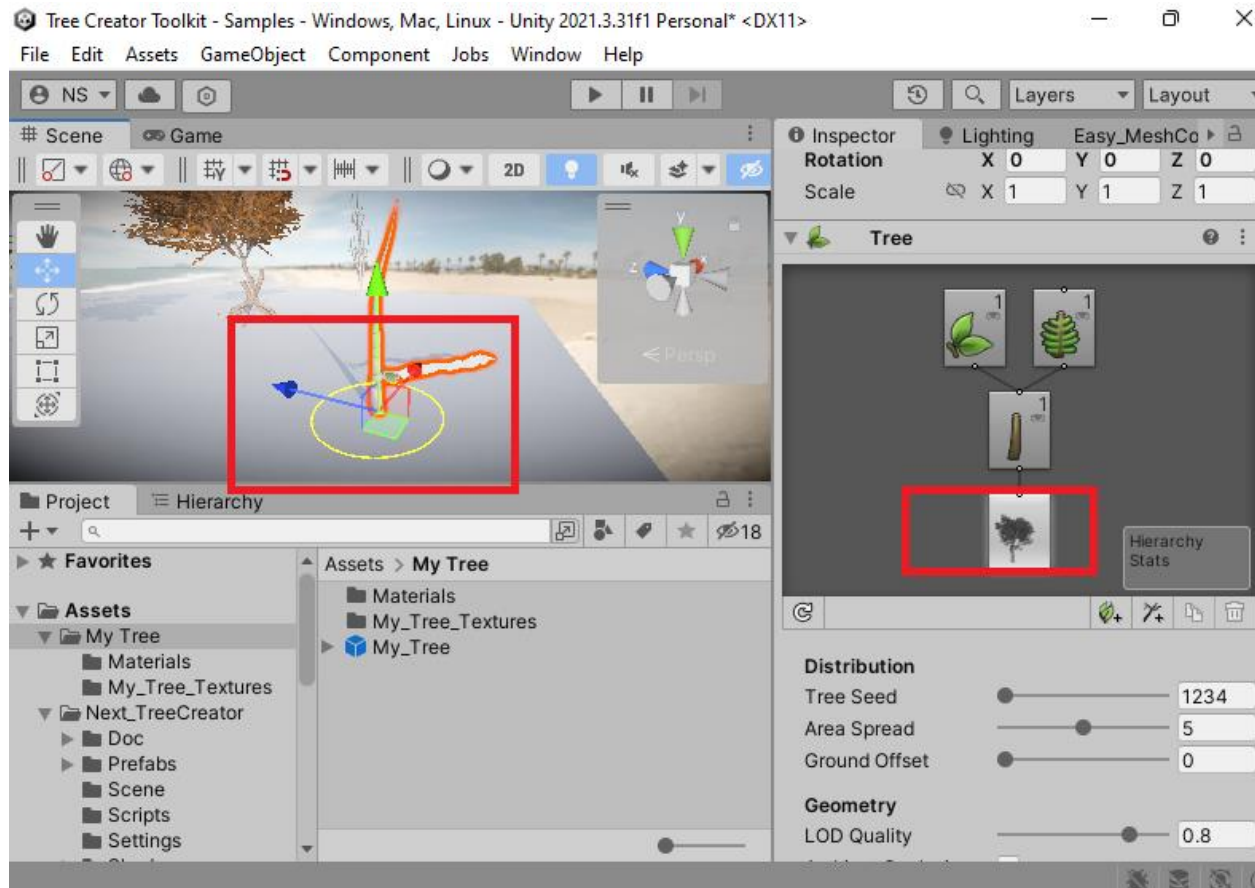 Tree Creator Toolkit - Samples - Windows, Mac, Linux - Unity 2021.3.31f1 Personal* <DX11>
File Edit Assets GameObject Component Jobs Window Help
NS Layers Layout
Scene Game Inspector Lighting Easy_MeshCo
2D
Rotation X 0 Y 0 Z 0
Scale X 1 Y 1 Z 1
Tree
y
z x
Persp
1 1
1
Hierarchy
Stats
Project Hierarchy
18
Favorites
Assets > My Tree
Materials
My_Tree_Textures
My_Tree
Assets
My Tree
Materials
My_Tree_Textures
Next_TreeCreator
Doc
Prefabs
Scene
Scripts
Settings
Distribution
Tree Seed 1234
Area Spread 5
Ground Offset 0
Geometry
LOD Quality 0.8